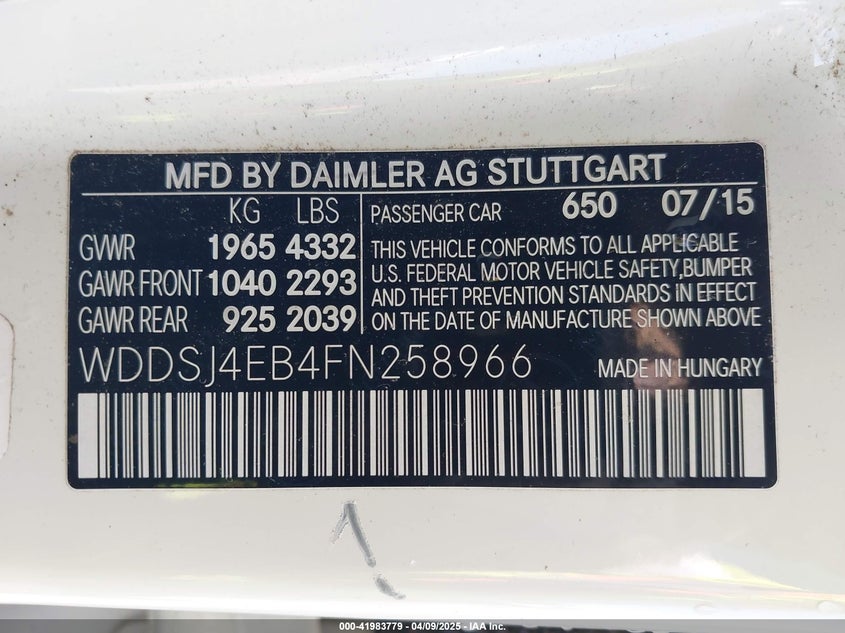 MFD BY DAIMLER AG STUTTGART
KG LBS
GVWR 1965 4332
GAWR FRONT 1040 2293
GAWR REAR 925 2039
PASSENGER CAR 650 07/15
THIS VEHICLE CONFORMS TO ALL APPLICABLE
U.S. FEDERAL MOTOR VEHICLE SAFETY,BUMPER
AND THEFT PREVENTION STANDARDS IN EFFECT
ON THE DATE OF MANUFACTURE SHOWN ABOVE
WDDSJ4EB4FN258966 MADE IN HUNGARY
000-41983779 - 04/09/2025 - IAA Inc.